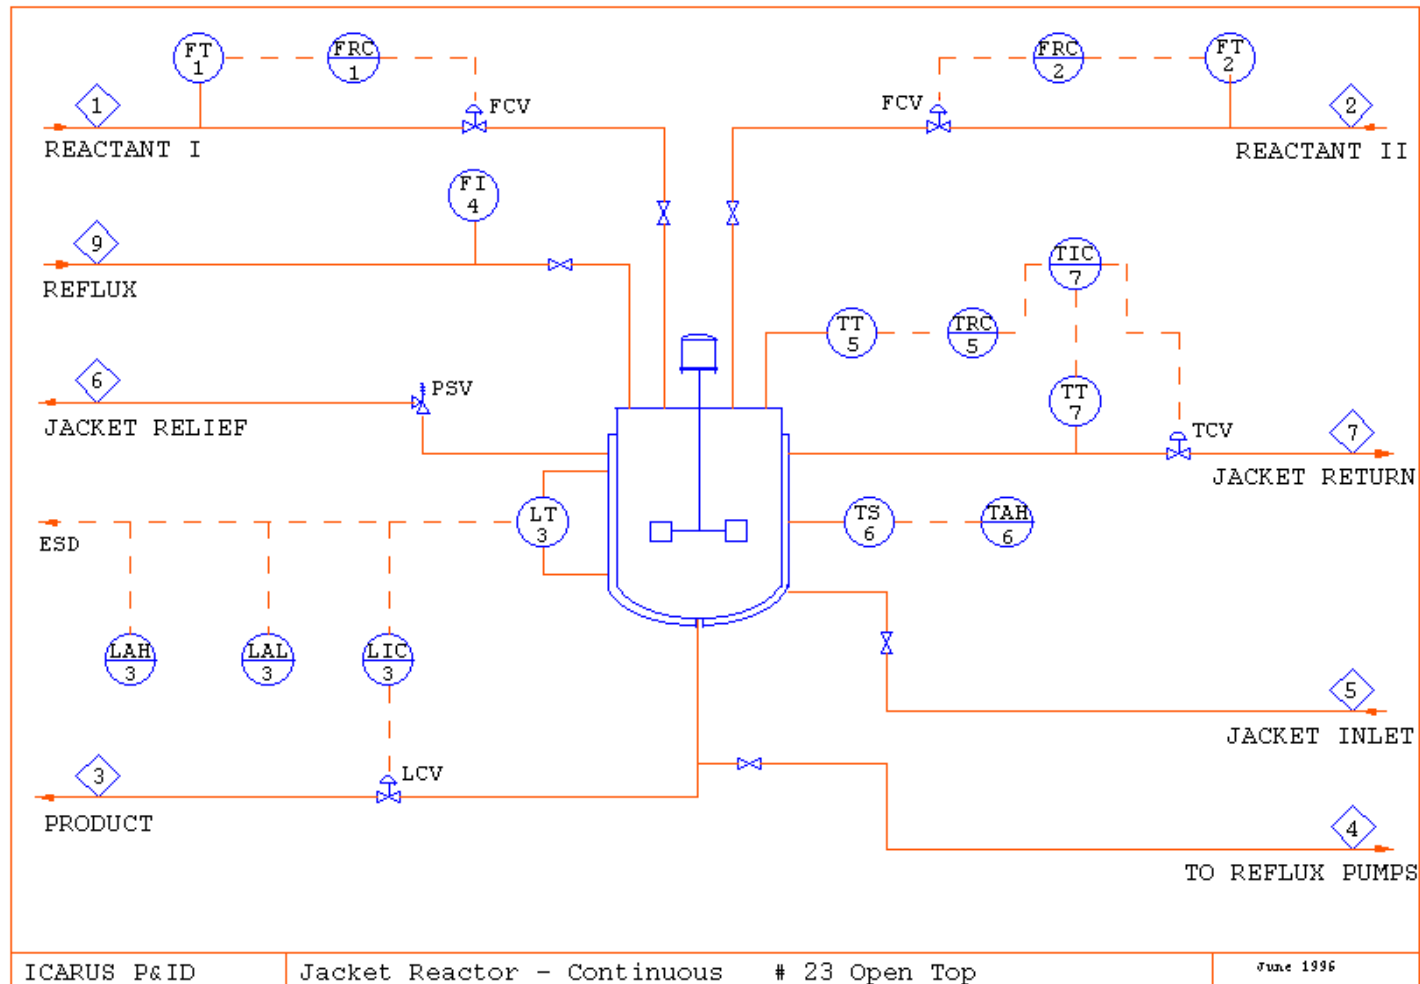 FT
1
FRC
1
FRC
2
FT
2
1
FCV
FCV
2
REACTANT I
REACTANT II
FI
4
9
REFLUX
TIC
7
TT
5
TRC
5
6
PSV
JACKET RELIEF
TT
7
TCV
7
JACKET RETURN
LT
3
TS
6
TAH
6
ESD
LAH
3
LAL
3
LIC
3
5
JACKET INLET
3
LCV
PRODUCT
4
TO REFLUX PUMPS
ICARUS P&ID
Jacket Reactor - Continuous # 23 Open Top
June 1996